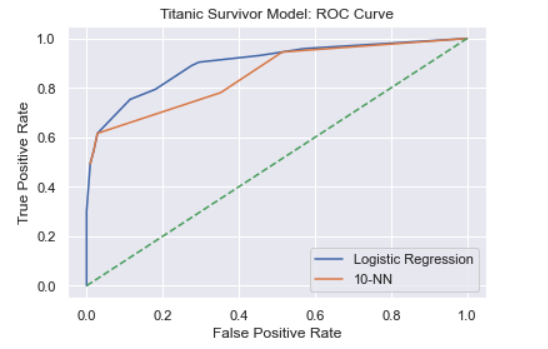 Titanic Survivor Model: ROC Curve
1.0
0.8
0.6
0.4
0.2
0.0
True Positive Rate
0.0 0.2 0.4 0.6 0.8 1.0
False Positive Rate
Logistic Regression
10-NN